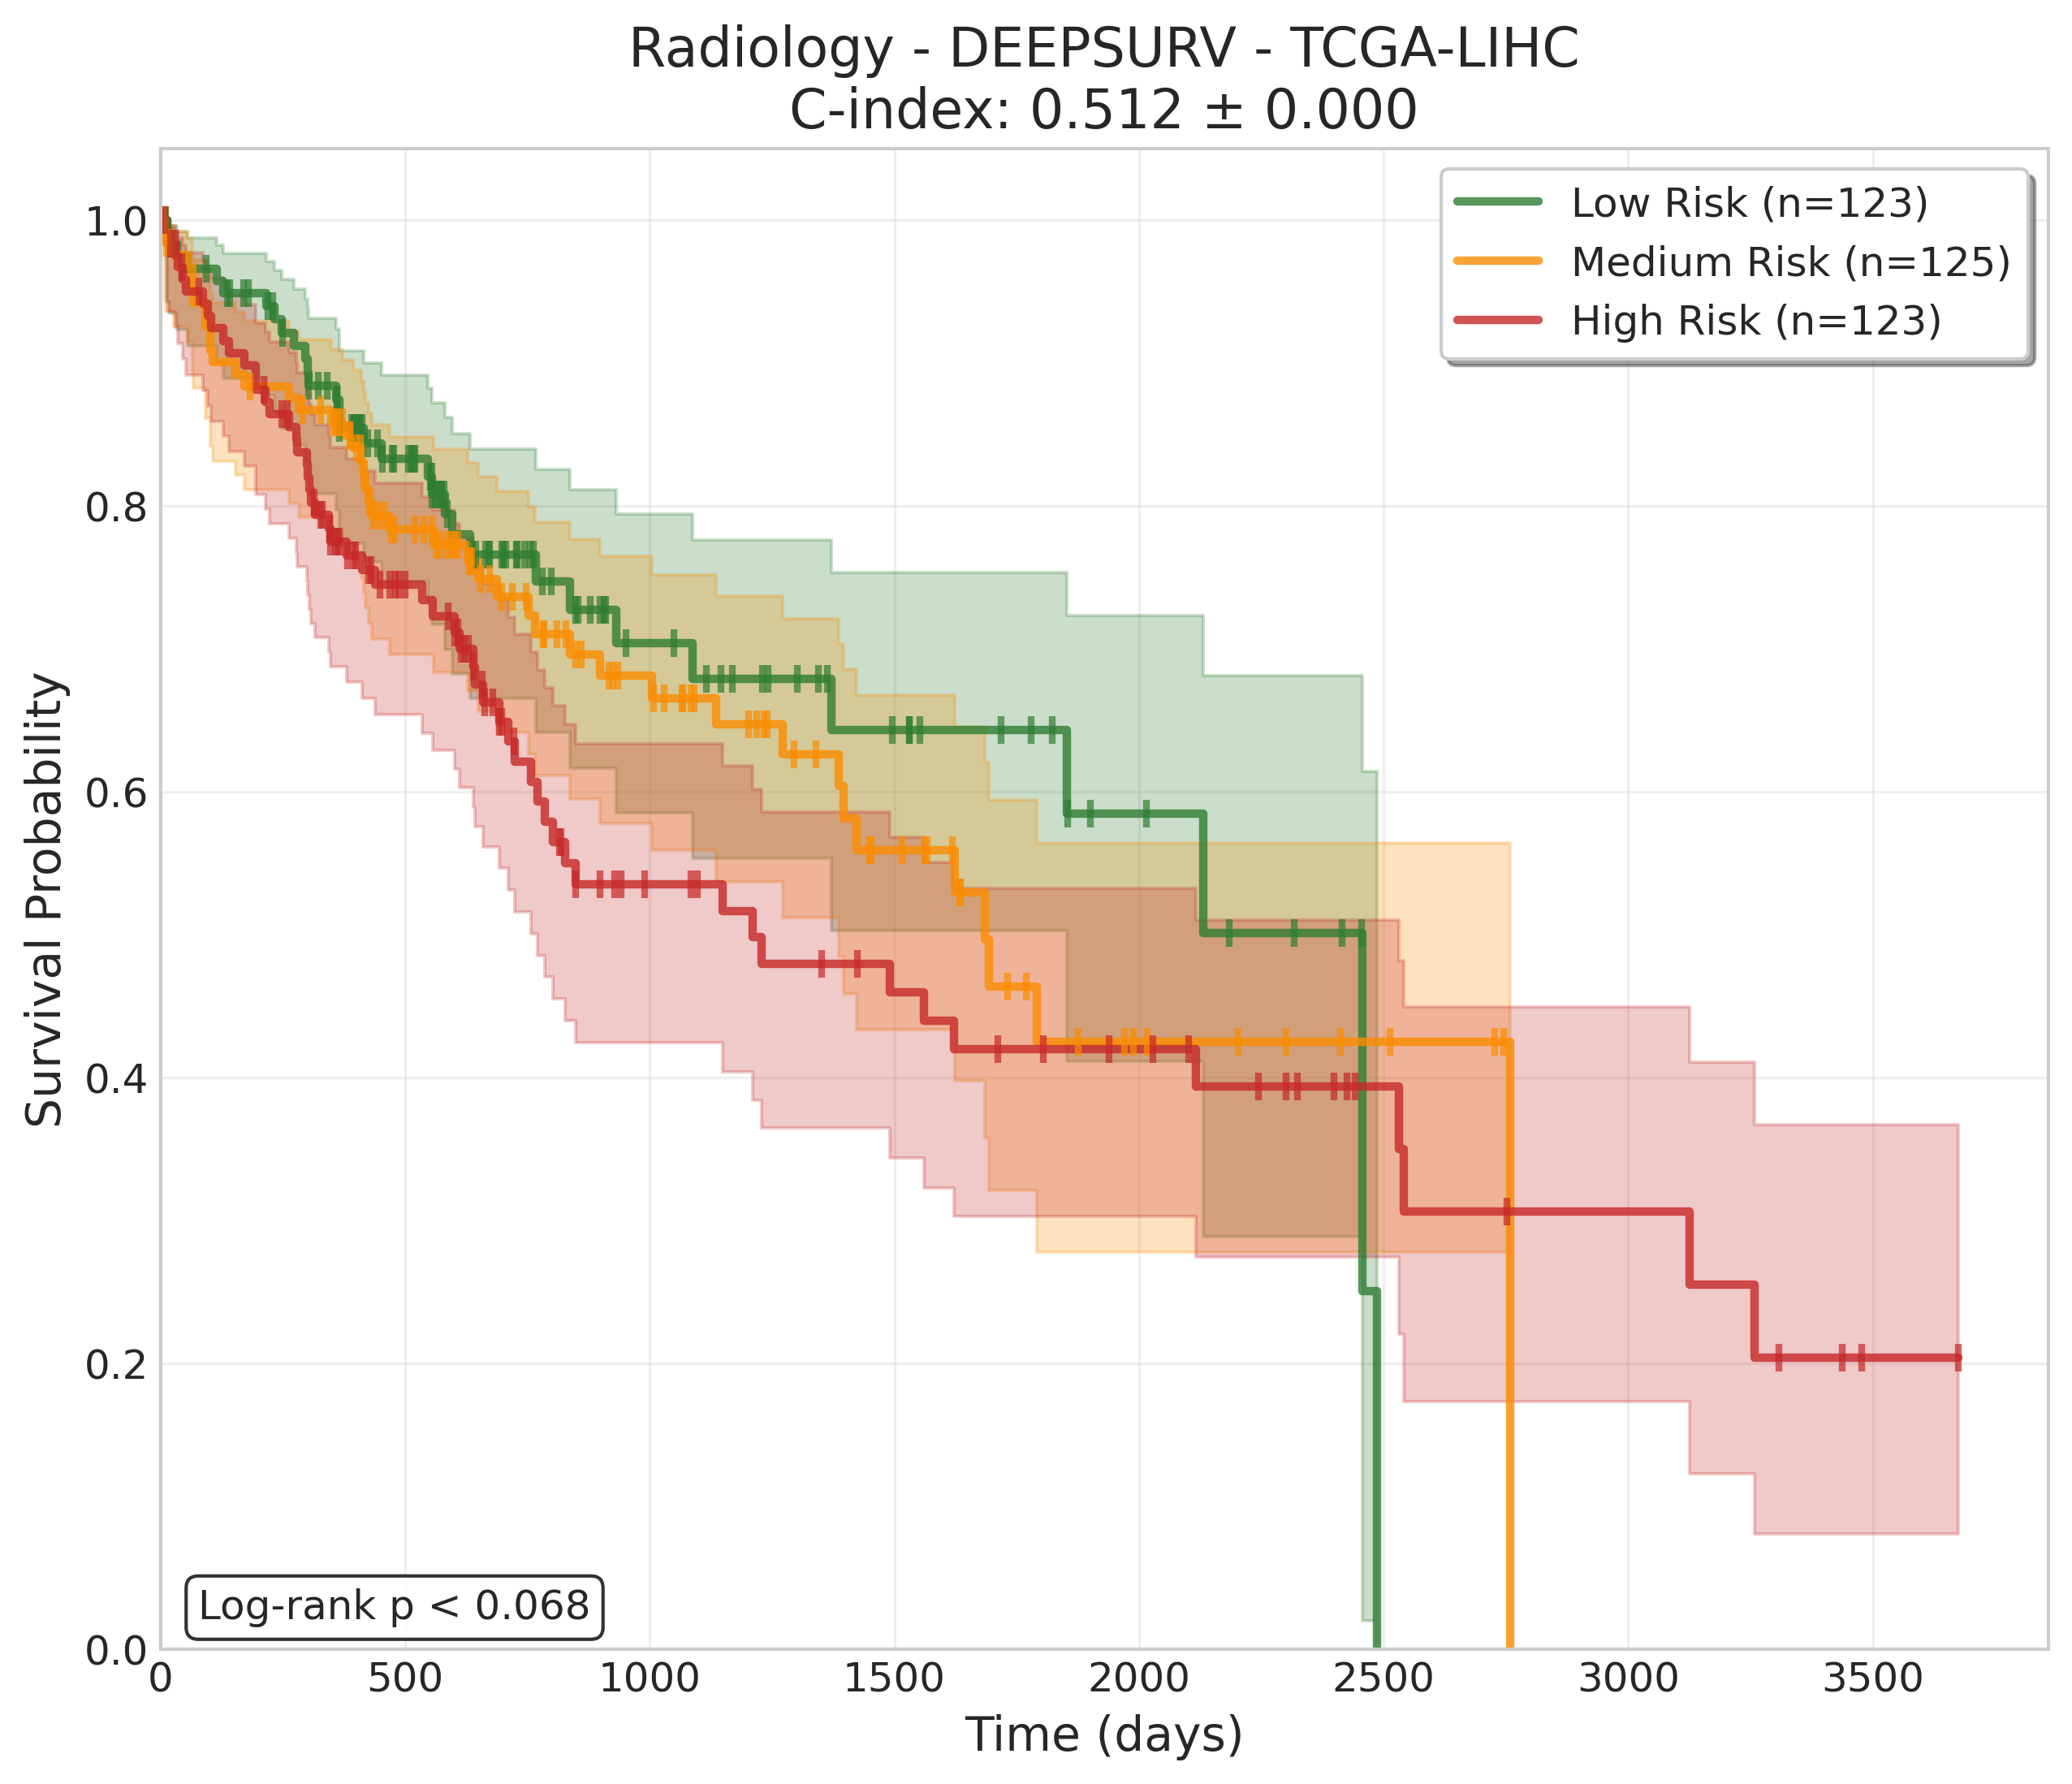 Radiology - DEEPSURV - TCGA-LIHC
C-index: 0.512 ± 0.000
Low Risk (n=123)
Medium Risk (n=125)
High Risk (n=123)
Survival Probability
1.0
0.8
0.6
0.4
0.2
0.0
Log-rank p < 0.068
0 500 1000 1500 2000 2500 3000 3500
Time (days)